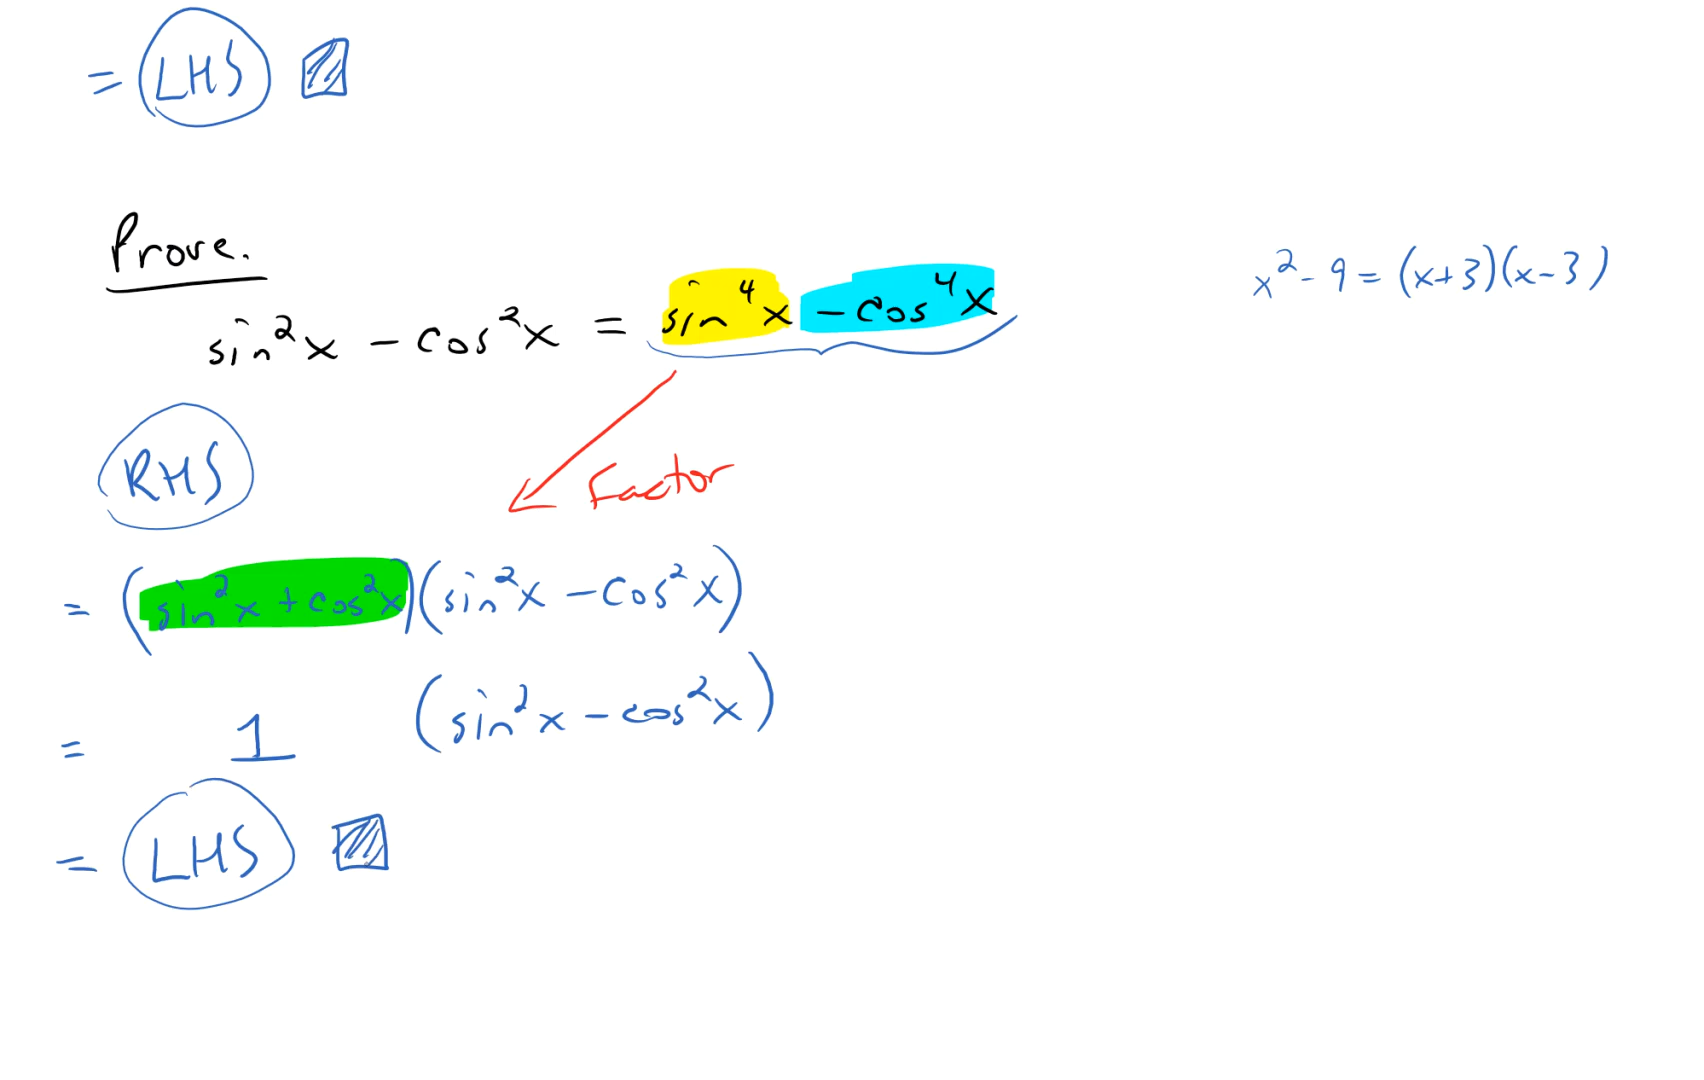 = LHS
Prove.
sin²x - cos²x = sin⁴x - cos⁴x
x² - 9 = (x+3)(x-3)
RHS
Factor
= (sin²x + cos²x)(sin²x - cos²x)
= 1 (sin²x - cos²x)
= LHS